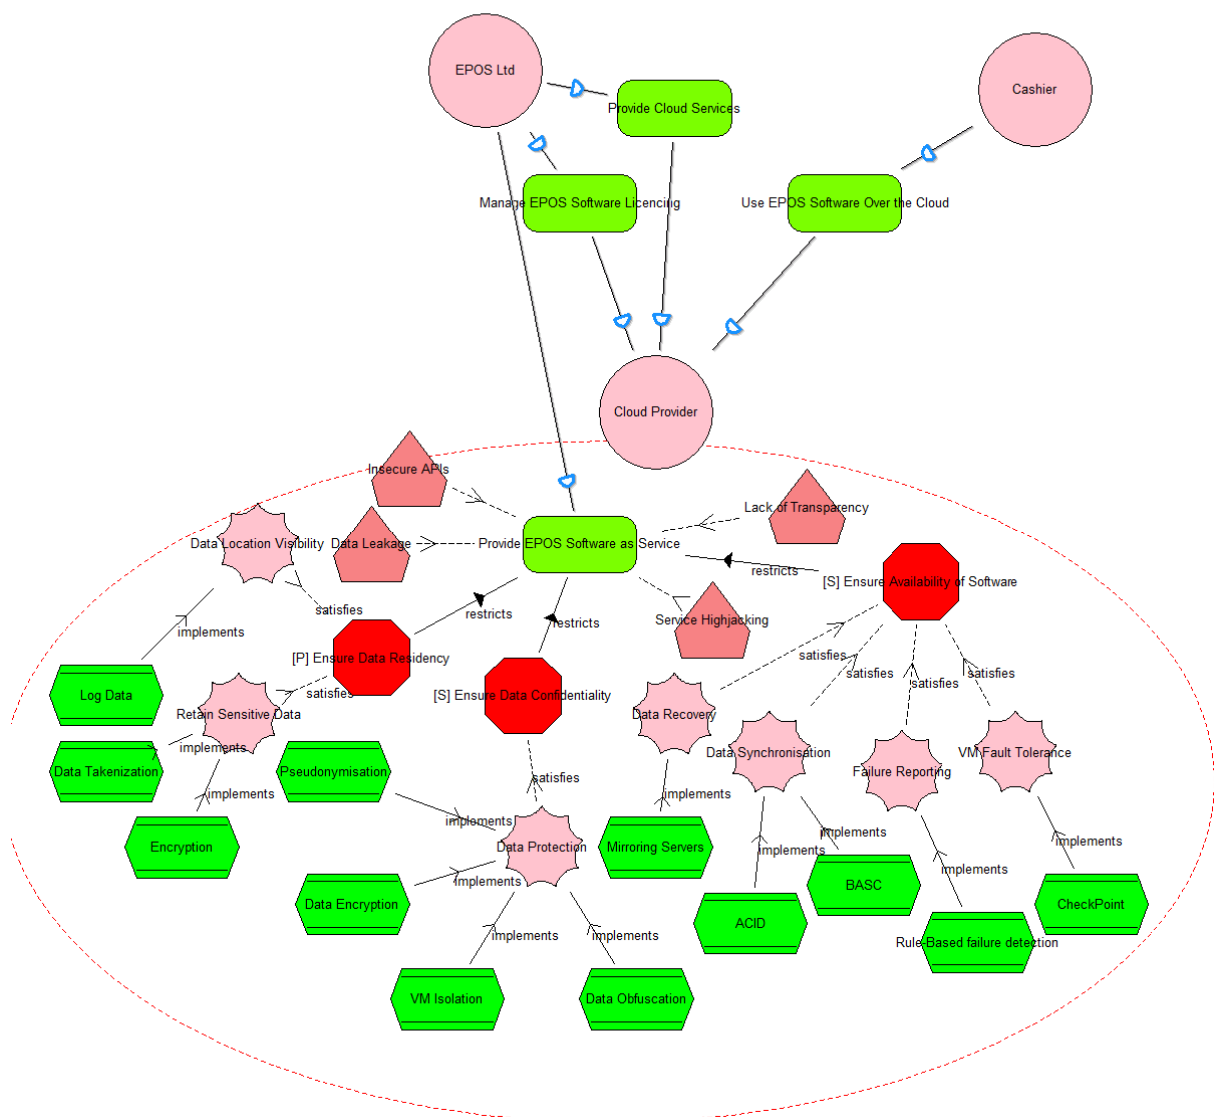 EPOS Ltd
Cashier
Provide Cloud Services
Manage EPOS Software Licencing
Use EPOS Software Over the Cloud
Cloud Provider
Insecure APIs
Lack of Transparency
Data Location Visibility
Data Leakage
Provide EPOS Software as Service
restricts
[S] Ensure Availability of Software
satisfies
restricts
restricts
Service Highjacking
implements
[P] Ensure Data Residency
satisfies
satisfies
satisfies
satisfies
satisfies
Log Data
[S] Ensure Data Confidentiality
Retain Sensitive Data
Data Recovery
implements
Data Synchronisation
VM Fault Tolerance
Data Takenization
Pseudonymisation
Failure Reporting
satisfies
implements
implements
implements
implements
implements
implements
Encryption
Data Protection
Mirroring Servers
implements
implements
implements
BASC
Data Encryption
CheckPoint
ACID
implements
implements
Rule-Based failure detection
VM Isolation
Data Obfuscation